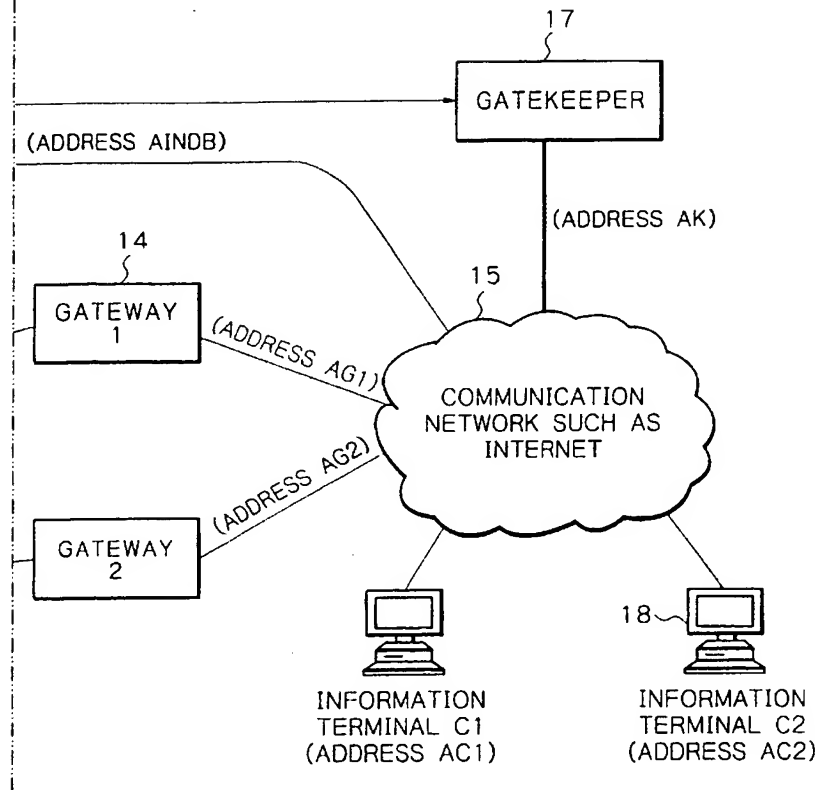 17
GATEKEEPER
(ADDRESS AINDB)
(ADDRESS AK)
14
GATEWAY
1
(ADDRESS AG1)
15
COMMUNICATION
NETWORK SUCH AS
INTERNET
(ADDRESS AG2)
GATEWAY
2
18
INFORMATION
TERMINAL C1
(ADDRESS AC1)
INFORMATION
TERMINAL C2
(ADDRESS AC2)